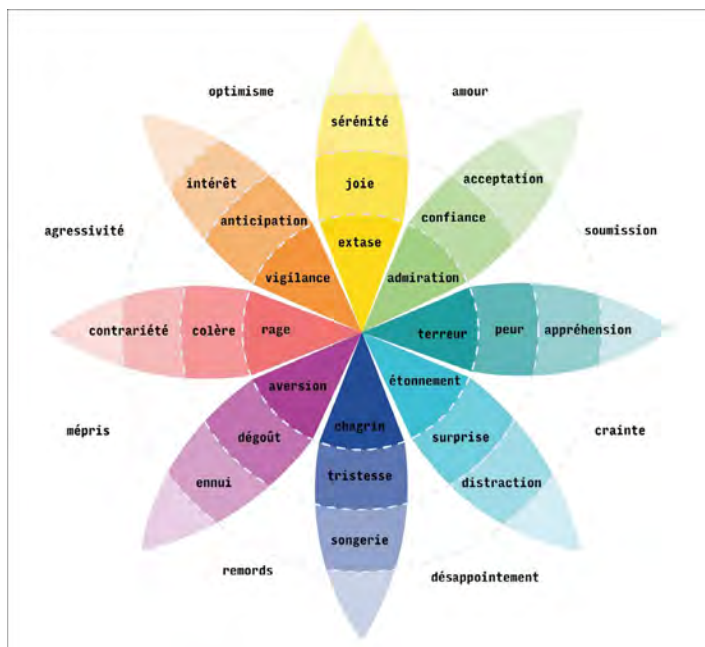 optimisme
amour
sérénité
intérêt
joie
acceptation
anticipation
confiance
agressivité
soumission
extase
vigilance
admiration
contrariété
colère
rage
terreur
peur
appréhension
aversion
étonnement
mépris
dégoût
chagrin
surprise
crainte
ennui
tristesse
distraction
songerie
remords
désappointement